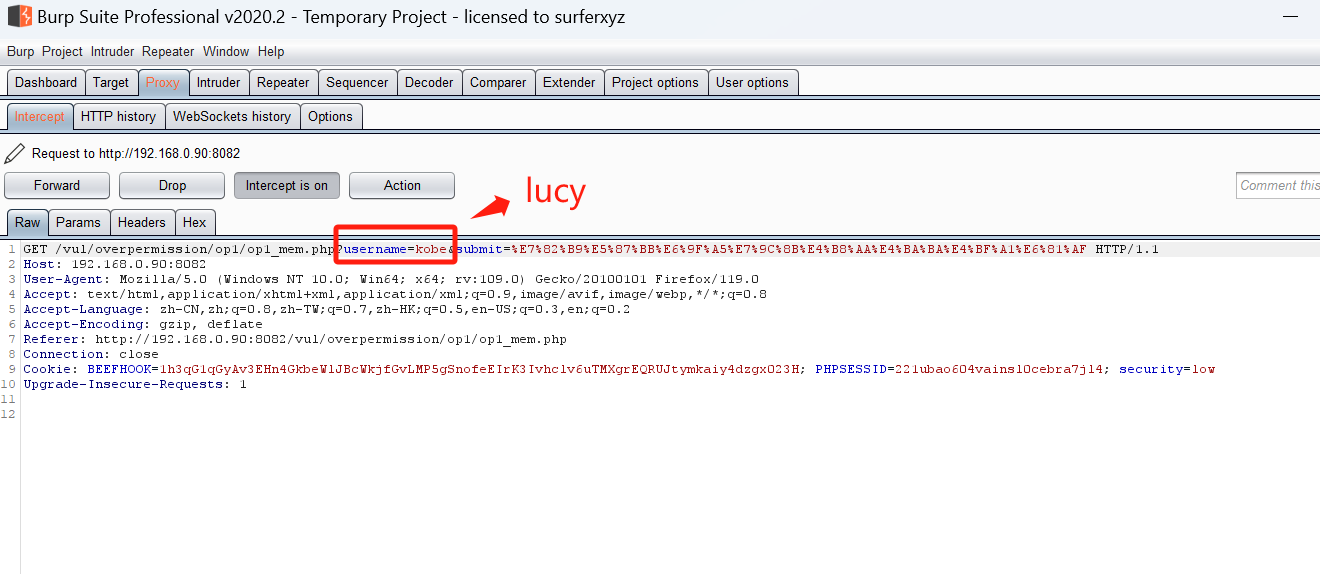 Burp Suite Professional v2020.2 - Temporary Project - licensed to surferxyz
Burp Project Intruder Repeater Window Help
Dashboard Target Proxy Intruder Repeater Sequencer Decoder Comparer Extender Project options User options
Intercept HTTP history WebSockets history Options
Request to http://192.168.0.90:8082
Forward Drop Intercept is on Action
lucy
Comment this
Raw Params Headers Hex
1 GET /vul/overpermission/op1/op1_mem.php?username=kobe&submit=%E7%82%B9%E5%87%BB%E6%9F%A5%E7%9C%8B%E4%B8%AA%E4%BA%BA%E4%BF%A1%E6%81%AF HTTP/1.1
2 Host: 192.168.0.90:8082
3 User-Agent: Mozilla/5.0 (Windows NT 10.0; Win64; x64; rv:109.0) Gecko/20100101 Firefox/119.0
4 Accept: text/html,application/xhtml+xml,application/xml;q=0.9,image/avif,image/webp,*/*;q=0.8
5 Accept-Language: zh-CN,zh;q=0.8,zh-TW;q=0.7,zh-HK;q=0.5,en-US;q=0.3,en;q=0.2
6 Accept-Encoding: gzip, deflate
7 Referer: http://192.168.0.90:8082/vul/overpermission/op1/op1_mem.php
8 Connection: close
9 Cookie: BEEFHOOK=1h3qG1qGyAv3EHn4GkbeW1JBcWkjfGvLMP5gSnofeEIrK3Ivhclv6uTMXgrEQRUJtymkaiy4dzgx023H; PHPSESSID=221ubao604vainsl0cebra7jl4; security=low
10 Upgrade-Insecure-Requests: 1
11
12